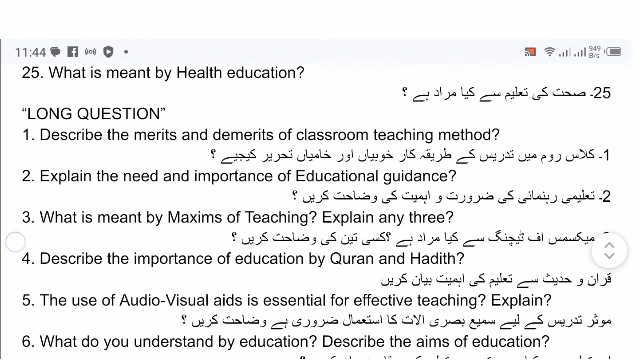 11:44
949 B/s
25. What is meant by Health education?
25۔ صحت کی تعلیم سے کیا مراد ہے ؟
“LONG QUESTION”
1. Describe the merits and demerits of classroom teaching method?
1۔ کلاس روم میں تدریس کے طریقہ کار خوبیاں اور خامیاں تحریر کیجیے ؟
2. Explain the need and importance of Educational guidance?
2۔ تعلیمی رہنمائی کی ضرورت و اہمیت کی وضاحت کریں ؟
3. What is meant by Maxims of Teaching? Explain any three?
میکسمس اف ٹیچنگ سے کیا مراد ہے ؟کسی تین کی وضاحت کریں ؟
4. Describe the importance of education by Quran and Hadith?
قران و حدیث سے تعلیم کی اہمیت بیان کریں
5. The use of Audio-Visual aids is essential for effective teaching? Explain?
موثر تدریس کے لیے سمیع بصری الات کا استعمال ضروری ہے وضاحت کریں ؟
6. What do you understand by education? Describe the aims of education?